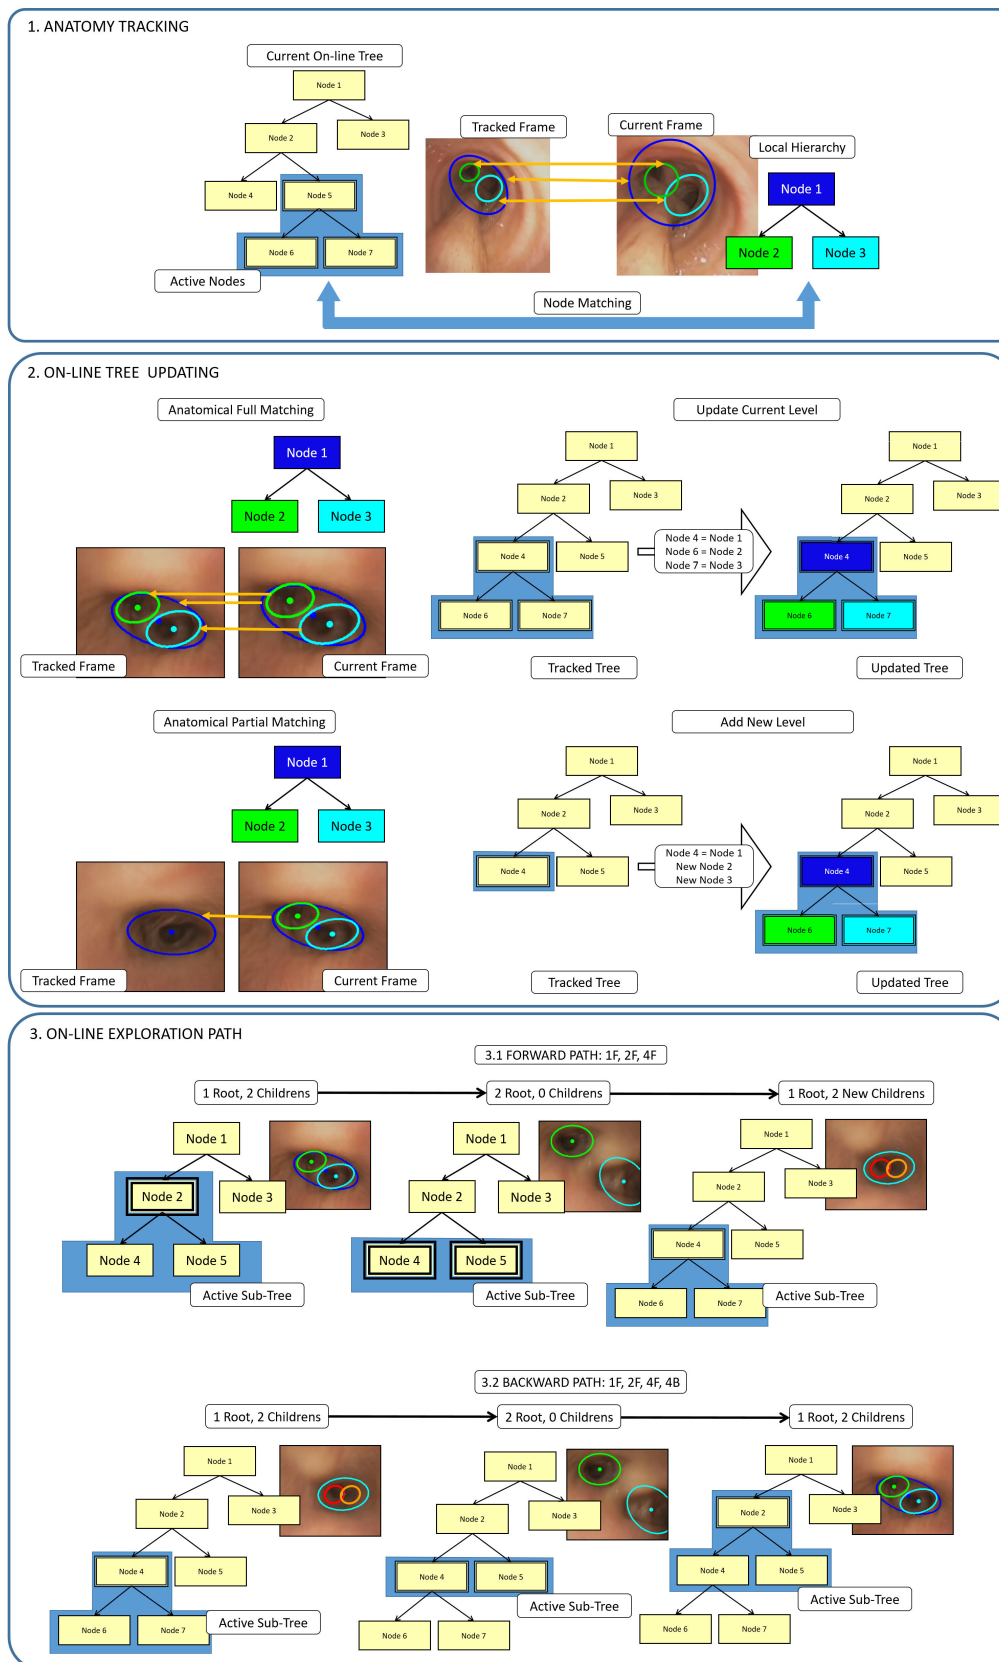 1. ANATOMY TRACKING
Current On-line Tree
Node 1
Node 2
Node 3
Node 4
Node 5
Node 6
Node 7
Active Nodes
Tracked Frame
Current Frame
Local Hierarchy
Node 1
Node 2
Node 3
Node Matching
2. ON-LINE TREE UPDATING
Anatomical Full Matching
Node 1
Node 2
Node 3
Tracked Frame
Current Frame
Update Current Level
Node 1
Node 2
Node 3
Node 4
Node 5
Node 6
Node 7
Tracked Tree
Node 4 = Node 1
Node 6 = Node 2
Node 7 = Node 3
Node 1
Node 2
Node 3
Node 4
Node 5
Node 6
Node 7
Updated Tree
Anatomical Partial Matching
Node 1
Node 2
Node 3
Tracked Frame
Current Frame
Add New Level
Node 1
Node 2
Node 3
Node 4
Node 5
Tracked Tree
Node 4 = Node 1
New Node 2
New Node 3
Node 1
Node 2
Node 3
Node 4
Node 5
Node 6
Node 7
Updated Tree
3. ON-LINE EXPLORATION PATH
3.1 FORWARD PATH: 1F, 2F, 4F
1 Root, 2 Childrens
2 Root, 0 Childrens
1 Root, 2 New Childrens
Node 1
Node 2
Node 3
Node 4
Node 5
Active Sub-Tree
Node 1
Node 2
Node 3
Node 4
Node 5
Active Sub-Tree
Node 1
Node 2
Node 3
Node 4
Node 5
Node 6
Node 7
Active Sub-Tree
3.2 BACKWARD PATH: 1F, 2F, 4F, 4B
1 Root, 2 Childrens
2 Root, 0 Childrens
1 Root, 2 Childrens
Node 1
Node 2
Node 3
Node 4
Node 5
Node 6
Node 7
Active Sub-Tree
Node 1
Node 2
Node 3
Node 4
Node 5
Node 6
Node 7
Active Sub-Tree
Node 1
Node 2
Node 3
Node 4
Node 5
Node 6
Node 7
Active Sub-Tree